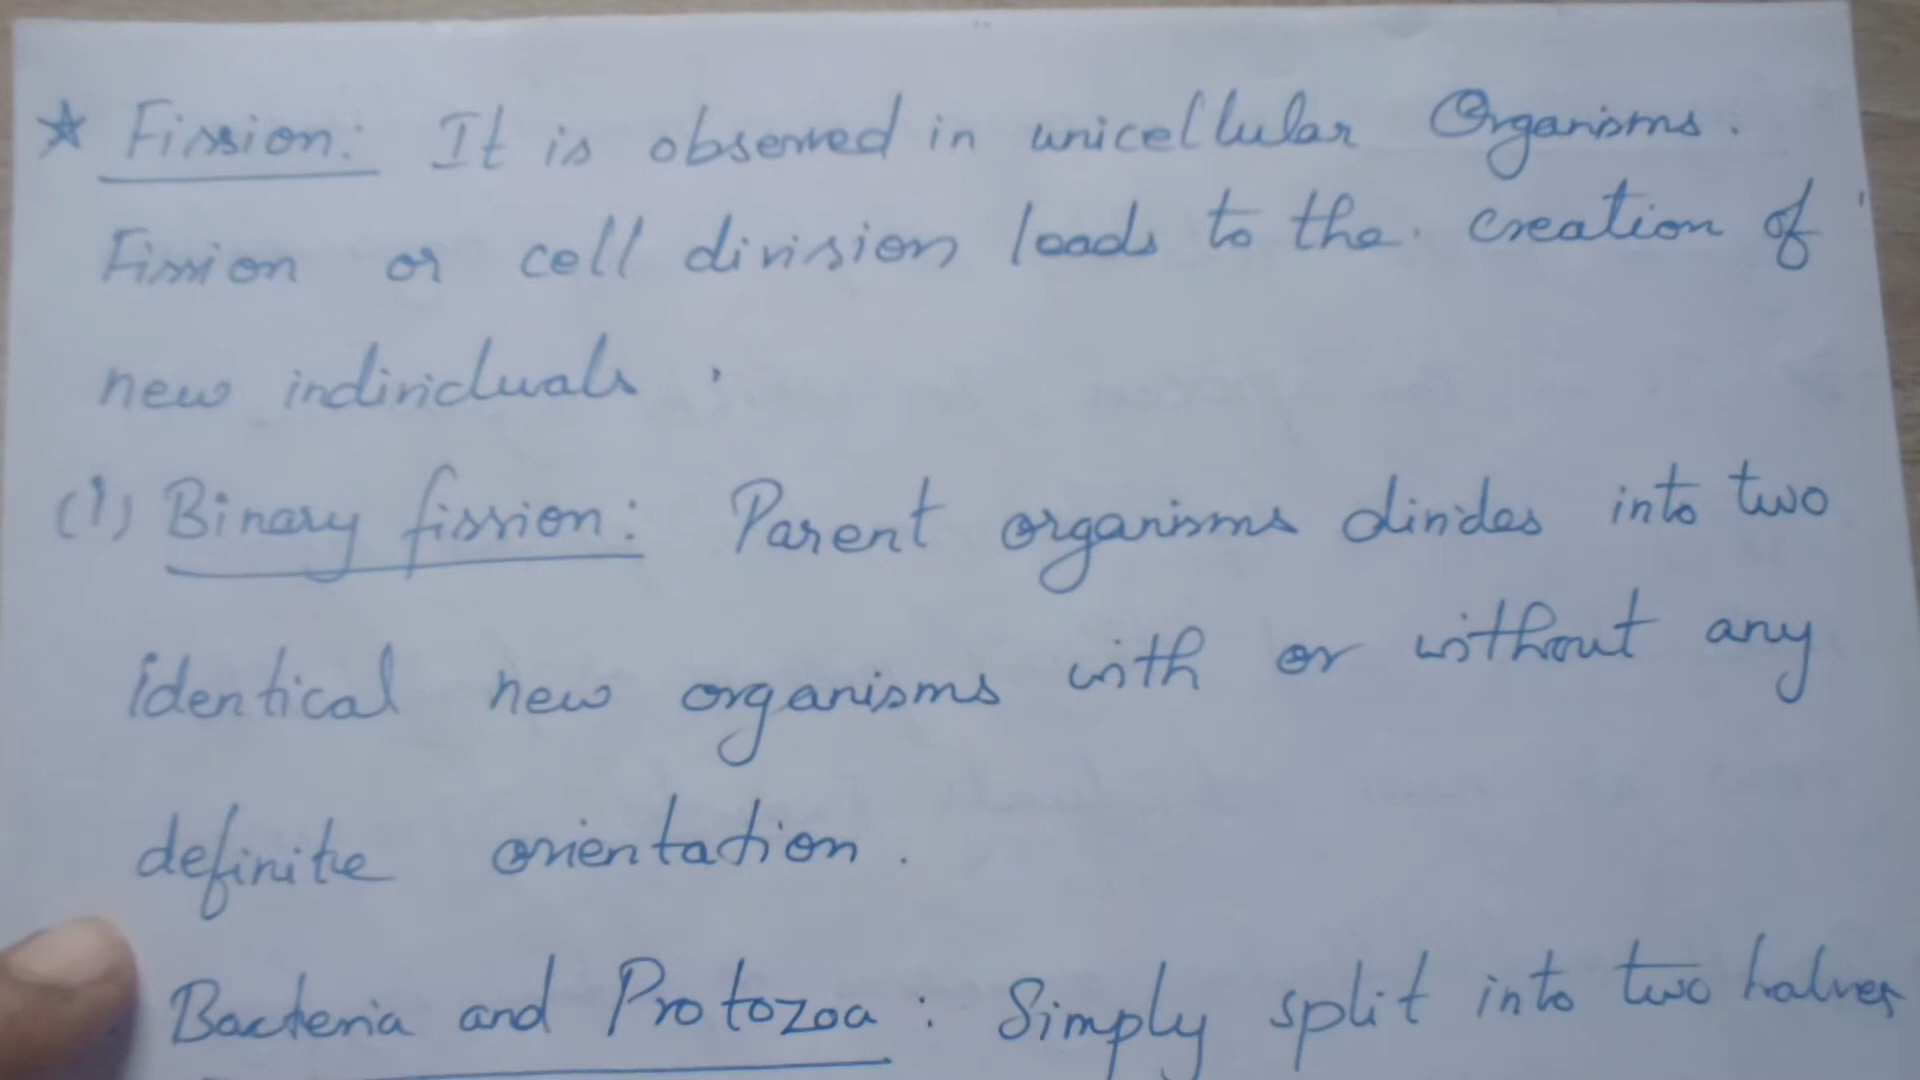 ★ Fission: It is observed in unicellular Organisms.
Fission or cell division leads to the creation of
new individuals.
(1) Binary fission: Parent organisms divides into two
identical new organisms with or without any
definite orientation.
Bacteria and Protozoa : Simply split into two halves